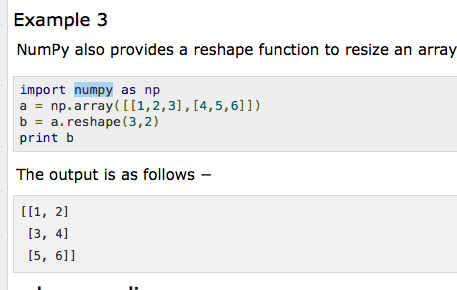 Example 3
NumPy also provides a reshape function to resize an array
import numpy as np
a = np.array([[1,2,3],[4,5,6]])
b = a.reshape(3,2)
print b
The output is as follows −
[[1, 2]
 [3, 4]
 [5, 6]]